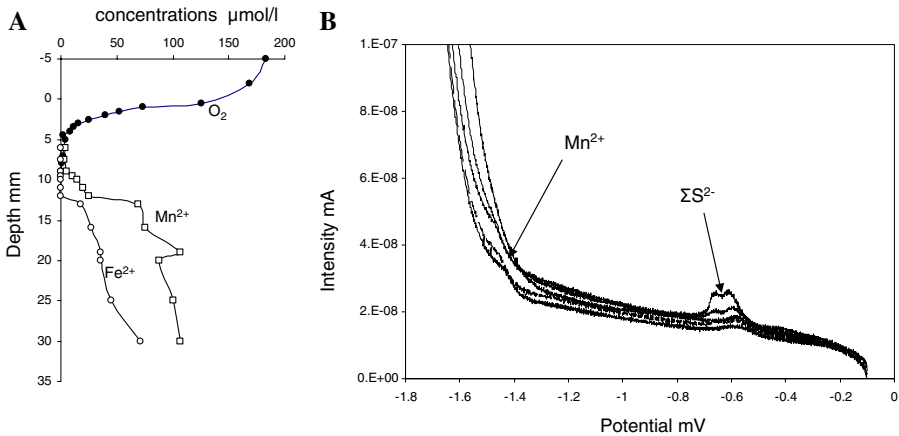 A
concentrations µmol/l
0 50 100 150 200
-5
0
5
10
15
20
25
30
35
Depth mm
O₂
Mn²⁺
Fe²⁺
B
1.E-07
8.E-08
6.E-08
4.E-08
2.E-08
0.E+00
Intensity mA
Mn²⁺
ΣS²⁻
-1.8 -1.6 -1.4 -1.2 -1 -0.8 -0.6 -0.4 -0.2 0
Potential mV